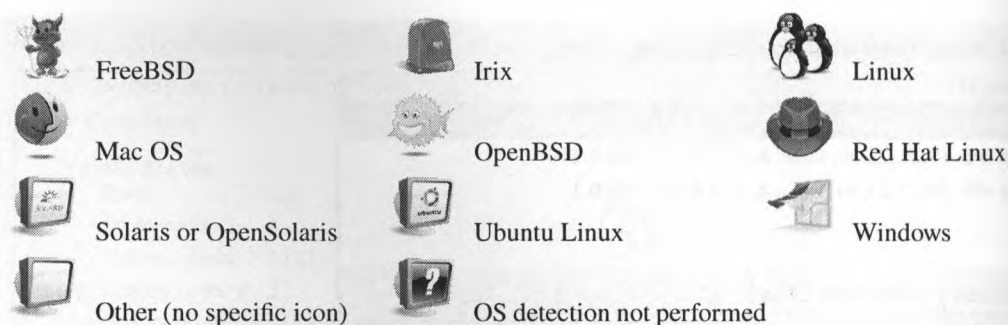 FreeBSD Irix Linux
Mac OS OpenBSD Red Hat Linux
ubuntu
Solaris or OpenSolaris Ubuntu Linux Windows
?
Other (no specific icon) OS detection not performed